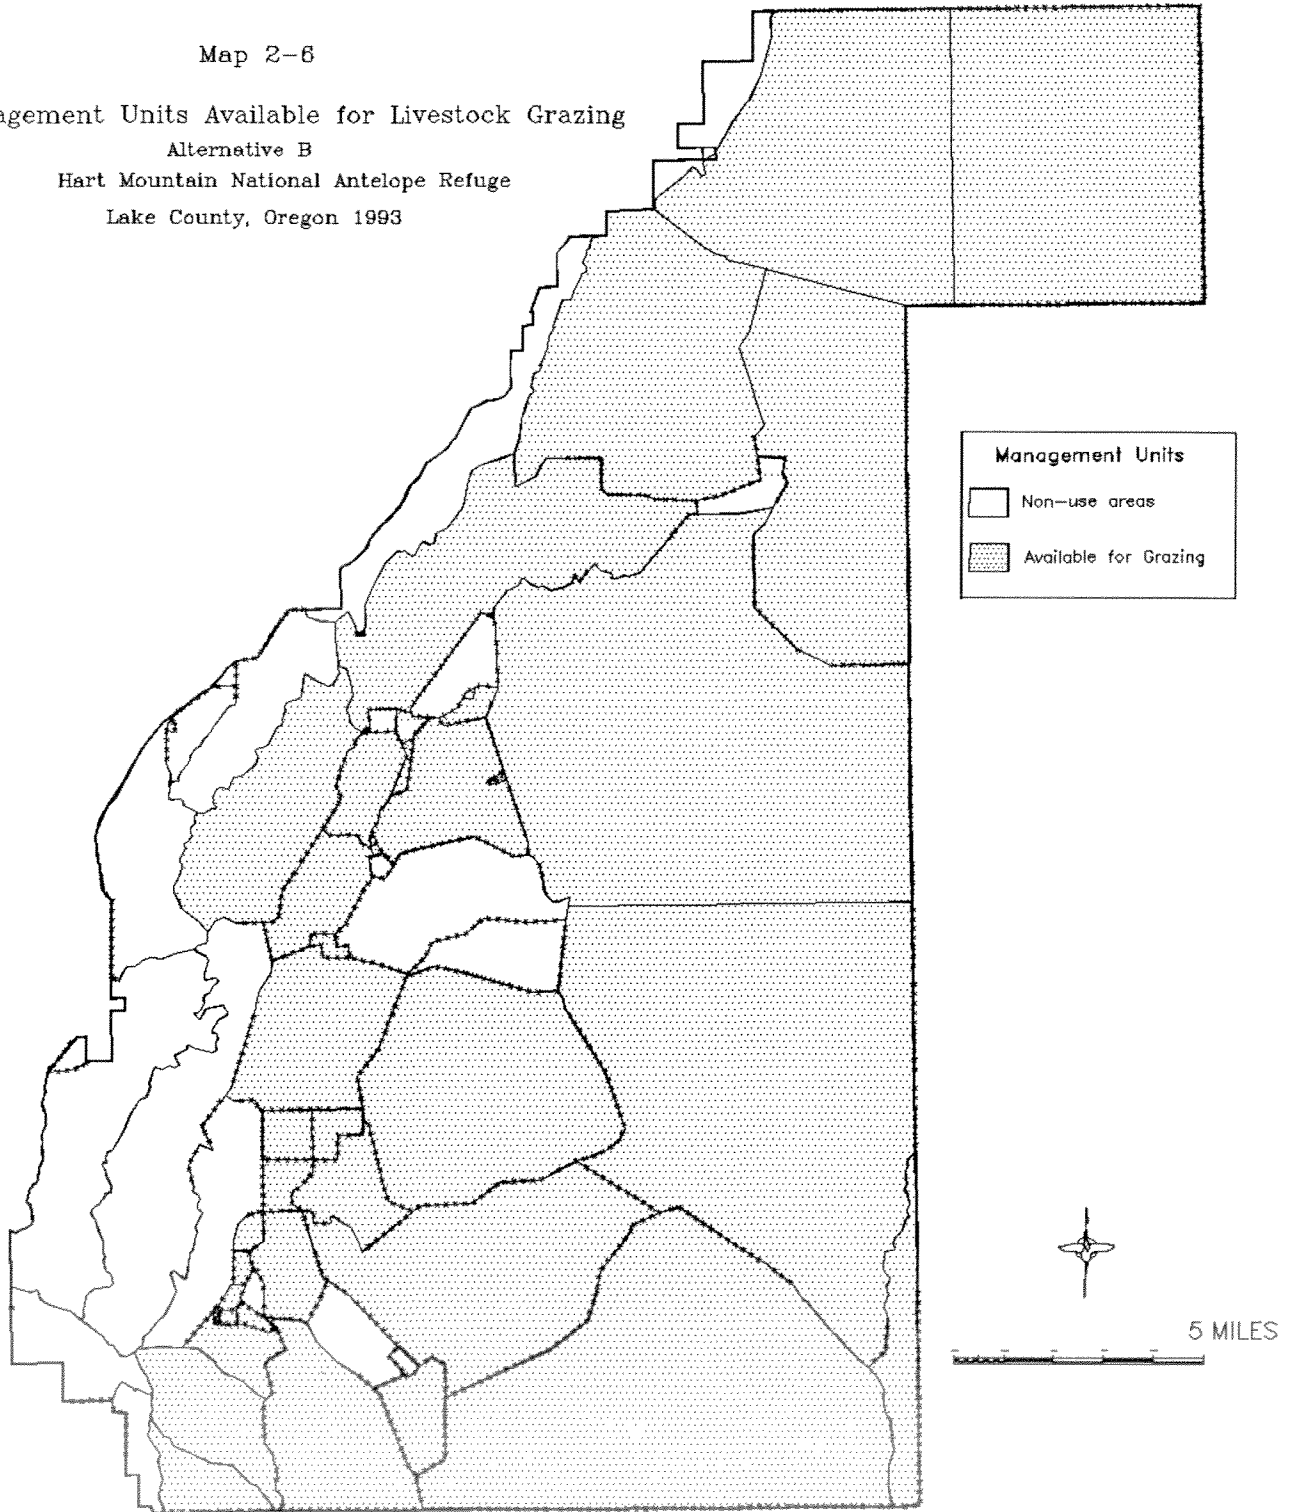 Map 2-6
agement Units Available for Livestock Grazing
Alternative B
Hart Mountain National Antelope Refuge
Lake County, Oregon 1993
Management Units
Non-use areas
Available for Grazing
5 MILES